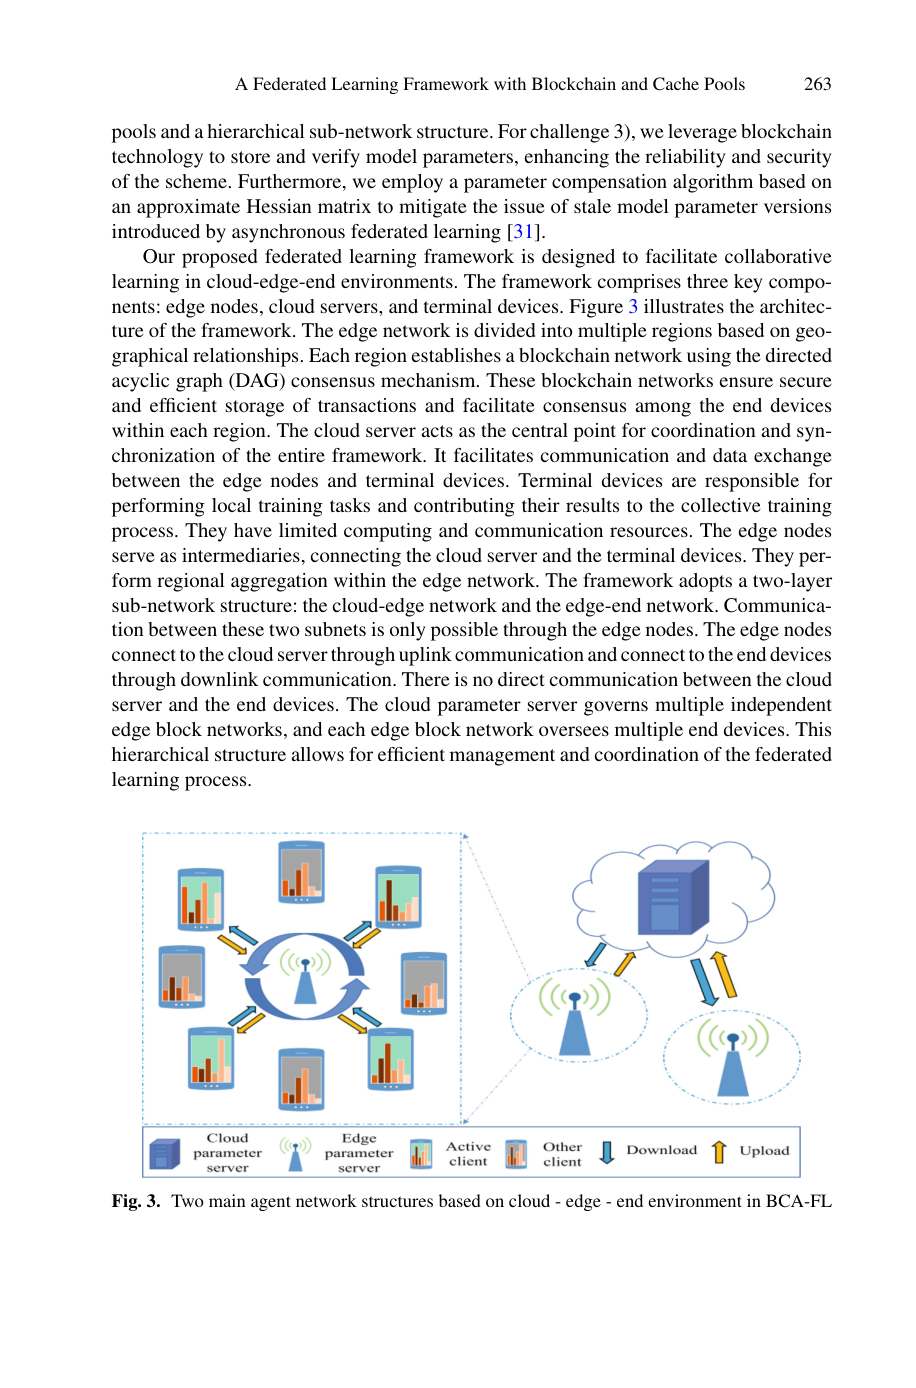 A Federated Learning Framework with Blockchain and Cache Pools 263
pools and a hierarchical sub-network structure. For challenge 3), we leverage blockchain
technology to store and verify model parameters, enhancing the reliability and security
of the scheme. Furthermore, we employ a parameter compensation algorithm based on
an approximate Hessian matrix to mitigate the issue of stale model parameter versions
introduced by asynchronous federated learning [31].
Our proposed federated learning framework is designed to facilitate collaborative
learning in cloud-edge-end environments. The framework comprises three key compo-
nents: edge nodes, cloud servers, and terminal devices. Figure 3 illustrates the architec-
ture of the framework. The edge network is divided into multiple regions based on geo-
graphical relationships. Each region establishes a blockchain network using the directed
acyclic graph (DAG) consensus mechanism. These blockchain networks ensure secure
and efficient storage of transactions and facilitate consensus among the end devices
within each region. The cloud server acts as the central point for coordination and syn-
chronization of the entire framework. It facilitates communication and data exchange
between the edge nodes and terminal devices. Terminal devices are responsible for
performing local training tasks and contributing their results to the collective training
process. They have limited computing and communication resources. The edge nodes
serve as intermediaries, connecting the cloud server and the terminal devices. They per-
form regional aggregation within the edge network. The framework adopts a two-layer
sub-network structure: the cloud-edge network and the edge-end network. Communica-
tion between these two subnets is only possible through the edge nodes. The edge nodes
connect to the cloud server through uplink communication and connect to the end devices
through downlink communication. There is no direct communication between the cloud
server and the end devices. The cloud parameter server governs multiple independent
edge block networks, and each edge block network oversees multiple end devices. This
hierarchical structure allows for efficient management and coordination of the federated
learning process.
Cloud
parameter
server
Edge
parameter
server
Active
client
Other
client
Download
Upload
Fig. 3. Two main agent network structures based on cloud - edge - end environment in BCA-FL